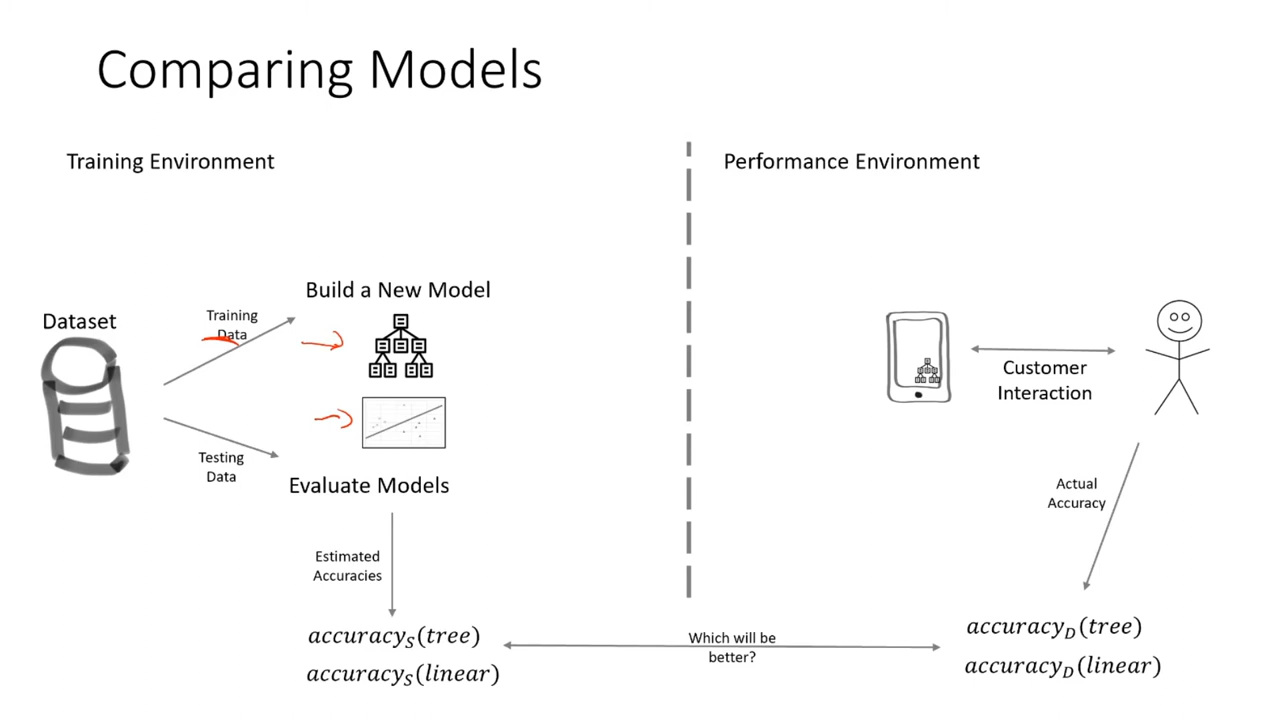 Comparing Models
Training Environment
Performance Environment
Build a New Model
Dataset
Training
Data
Testing
Data
Evaluate Models
Estimated
Accuracies
accuracy_S(tree)
accuracy_S(linear)
Customer
Interaction
Actual
Accuracy
Which will be
better?
accuracy_D(tree)
accuracy_D(linear)